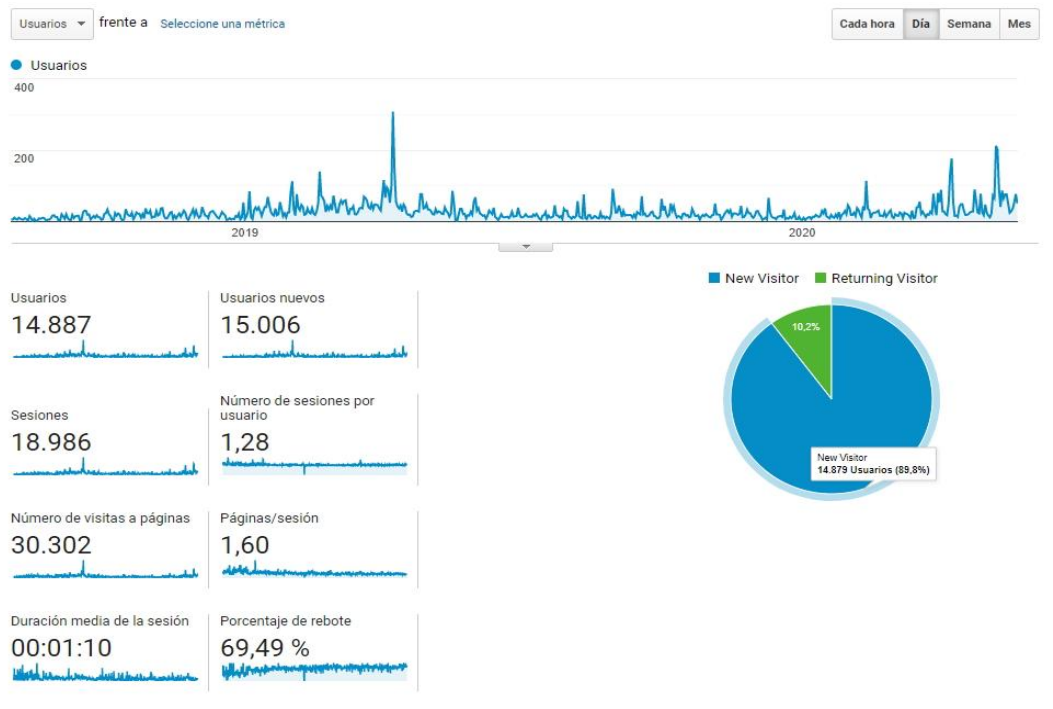 Usuarios frente a Seleccione una métrica
Cada hora Día Semana Mes
Usuarios
400
200
2019 2020
New Visitor Returning Visitor
Usuarios Usuarios nuevos
14.887 15.006
10,2%
Sesiones Número de sesiones por
usuario
18.986 1,28
New Visitor
14.879 Usuarios (89,8%)
Número de visitas a páginas Páginas/sesión
30.302 1,60
Duración media de la sesión Porcentaje de rebote
00:01:10 69,49 %